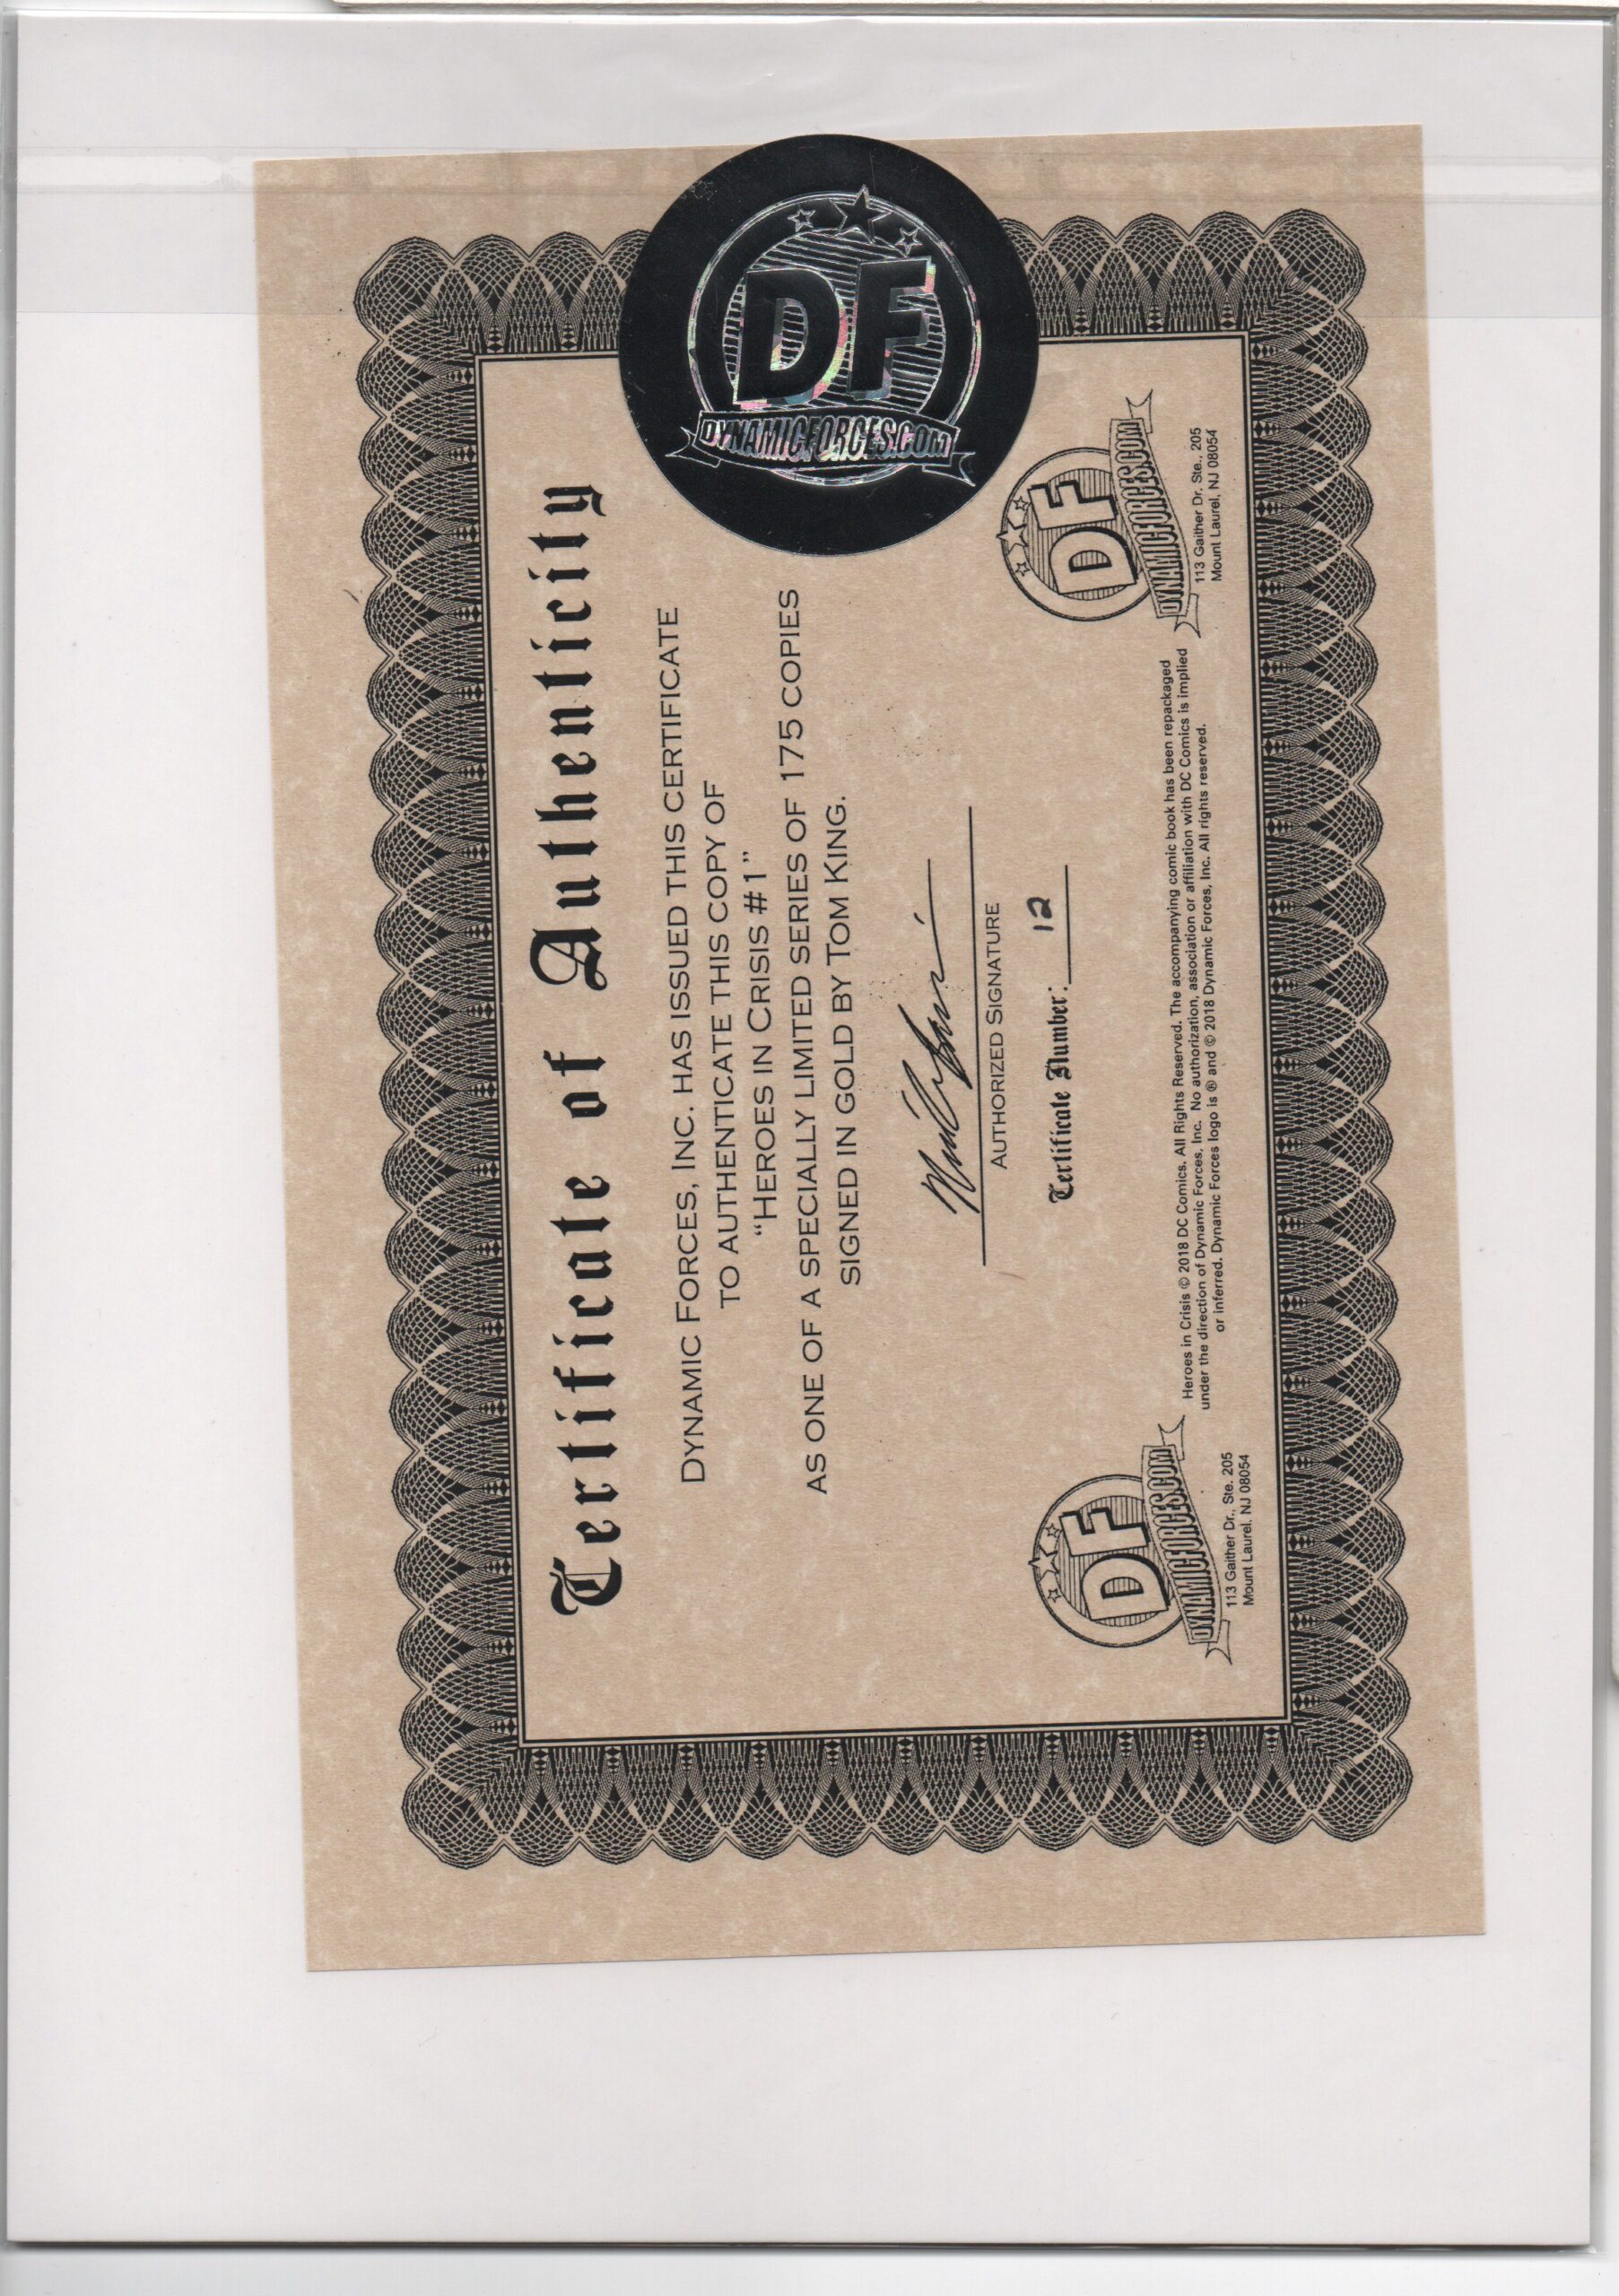 Certificate of Authenticity
DYNAMIC FORCES, INC. HAS ISSUED THIS CERTIFICATE
TO AUTHENTICATE THIS COPY OF
“HEROES IN CRISIS #1”
AS ONE OF A SPECIALLY LIMITED SERIES OF 175 COPIES
SIGNED IN GOLD BY TOM KING.
AUTHORIZED SIGNATURE
Certificate Number: 12
DF
DYNAMICFORCES.COM
113 Gaither Dr., Ste. 205
Mount Laurel, NJ 08054
Heroes in Crisis © 2018 DC Comics. All Rights Reserved. The accompanying comic book has been repackaged
under the direction of Dynamic Forces, Inc. No authorization, association or affiliation with DC Comics is implied
or inferred. Dynamic Forces logo is ® and © 2018 Dynamic Forces, Inc. All rights reserved.
DF
DYNAMICFORCES.COM
113 Gaither Dr. Ste., 205
Mount Laurel, NJ 08054
DF
DYNAMICFORCES.COM